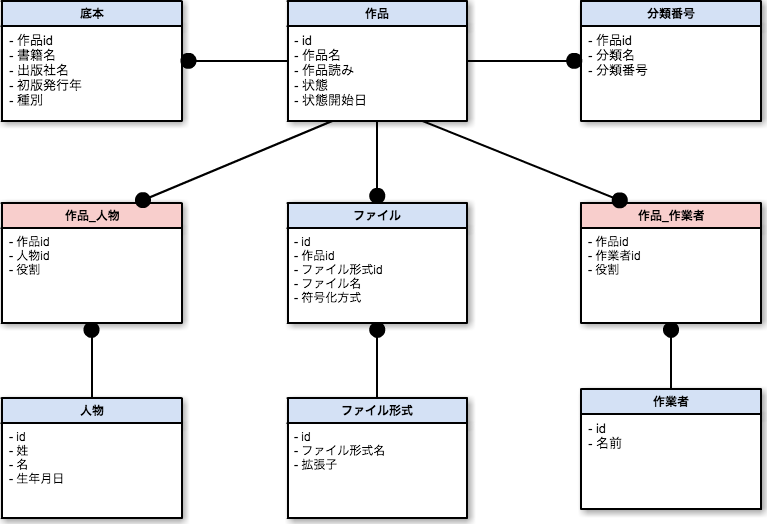 底本
- 作品id
- 書籍名
- 出版社名
- 初版発行年
- 種別
作品
- id
- 作品名
- 作品読み
- 状態
- 状態開始日
分類番号
- 作品id
- 分類名
- 分類番号
作品_人物
- 作品id
- 人物id
- 役割
ファイル
- id
- 作品id
- ファイル形式id
- ファイル名
- 符号化方式
作品_作業者
- 作品id
- 作業者id
- 役割
人物
- id
- 姓
- 名
- 生年月日
ファイル形式
- id
- ファイル形式名
- 拡張子
作業者
- id
- 名前